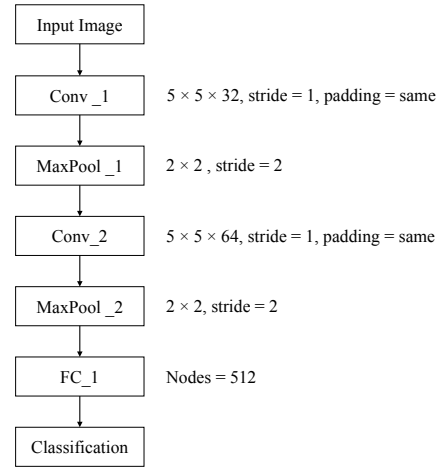 Input Image
Conv _1
5 × 5 × 32, stride = 1, padding = same
MaxPool _1
2 × 2 , stride = 2
Conv_2
5 × 5 × 64, stride = 1, padding = same
MaxPool _2
2 × 2, stride = 2
FC_1
Nodes = 512
Classification